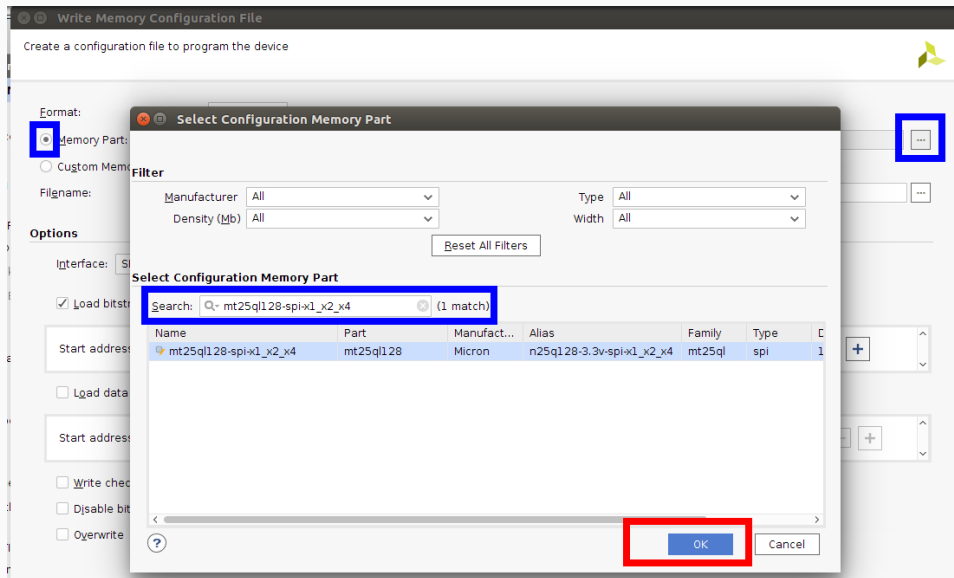 Write Memory Configuration File
Create a configuration file to program the device
Format:
Select Configuration Memory Part
Memory Part:
Custom Memo
Filename:
Filter
Manufacturer All Type All
Density (Mb) All Width All
Reset All Filters
Options
Interface: S
Select Configuration Memory Part
Load bitstr
Search: mt25ql128-spi-x1_x2_x4 (1 match)
Name Part Manufact... Alias Family Type D
mt25ql128-spi-x1_x2_x4 mt25ql128 Micron n25q128-3.3v-spi-x1_x2_x4 mt25ql spi 1
Start address
Load data
Start address
Write chec
Disable bit
Overwrite
OK Cancel